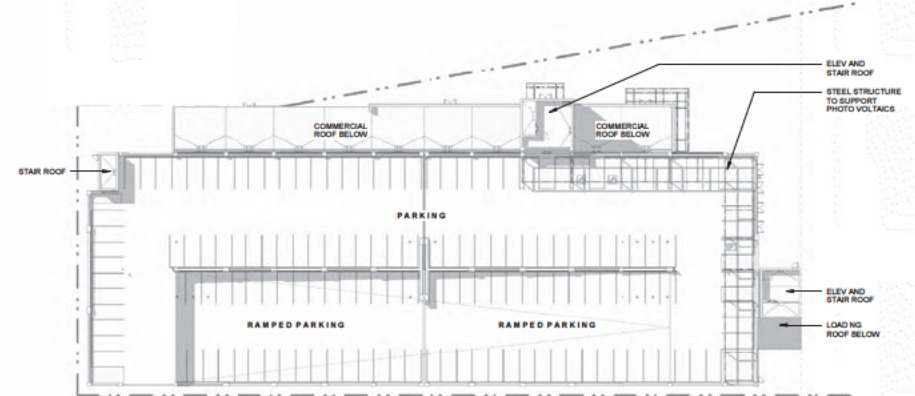 ELEV AND
STAIR ROOF
STEEL STRUCTURE
TO SUPPORT
PHOTO VOLTAICS
COMMERCIAL
ROOF BELOW
COMMERCIAL
ROOF BELOW
STAIR ROOF
PARKING
RAMPED PARKING
RAMPED PARKING
ELEV AND
STAIR ROOF
LOADING
ROOF BELOW